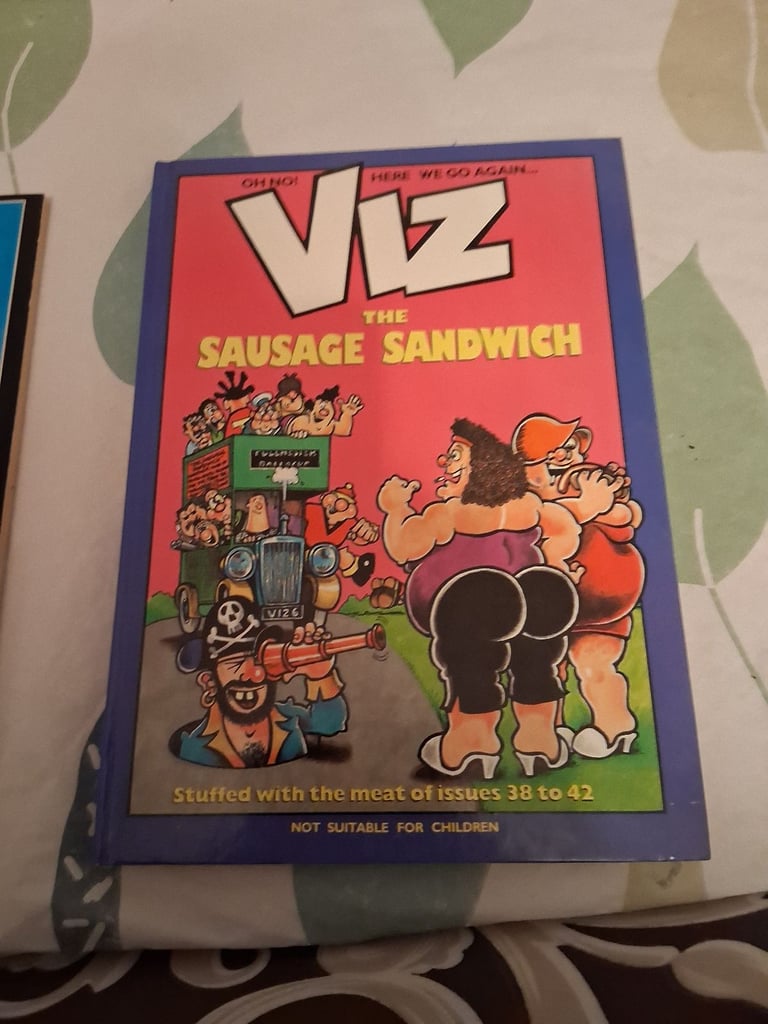 OH NO! HERE WE GO AGAIN...
VIZ
THE
SAUSAGE SANDWICH
VIZ 6
Stuffed with the meat of issues 38 to 42
NOT SUITABLE FOR CHILDREN